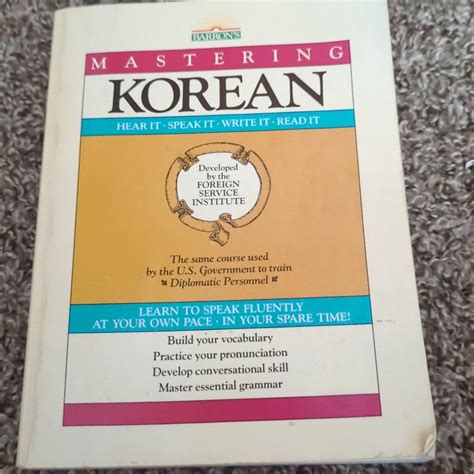 BARRON'S
MASTERING
KOREAN
HEAR IT · SPEAK IT · WRITE IT · READ IT
Developed
by the
FOREIGN
SERVICE
INSTITUTE
The same course used
by the U.S. Government to train
Diplomatic Personnel
LEARN TO SPEAK FLUENTLY
AT YOUR OWN PACE · IN YOUR SPARE TIME!
Build your vocabulary
Practice your pronunciation
Develop conversational skill
Master essential grammar